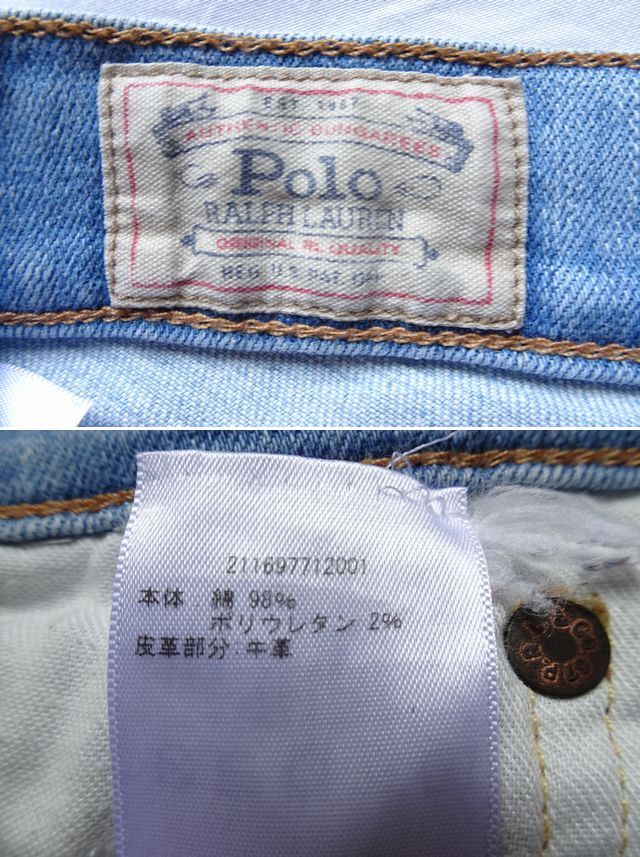 EST. 1967
AUTHENTIC DUNGAREES
Polo
RALPH LAUREN
ORIGINAL RL QUALITY
REG. U.S. PAT. OFF.
211697712001
本体 綿 98%
ポリウレタン 2%
皮革部分 牛革